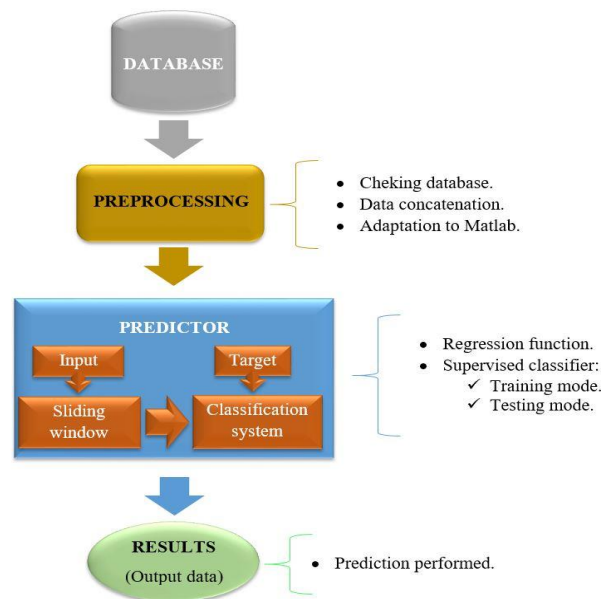 DATABASE
PREPROCESSING
• Cheking database.
• Data concatenation.
• Adaptation to Matlab.
PREDICTOR
Input
Target
Sliding
window
Classification
system
• Regression function.
• Supervised classifier:
✓ Training mode.
✓ Testing mode.
RESULTS
(Output data)
• Prediction performed.